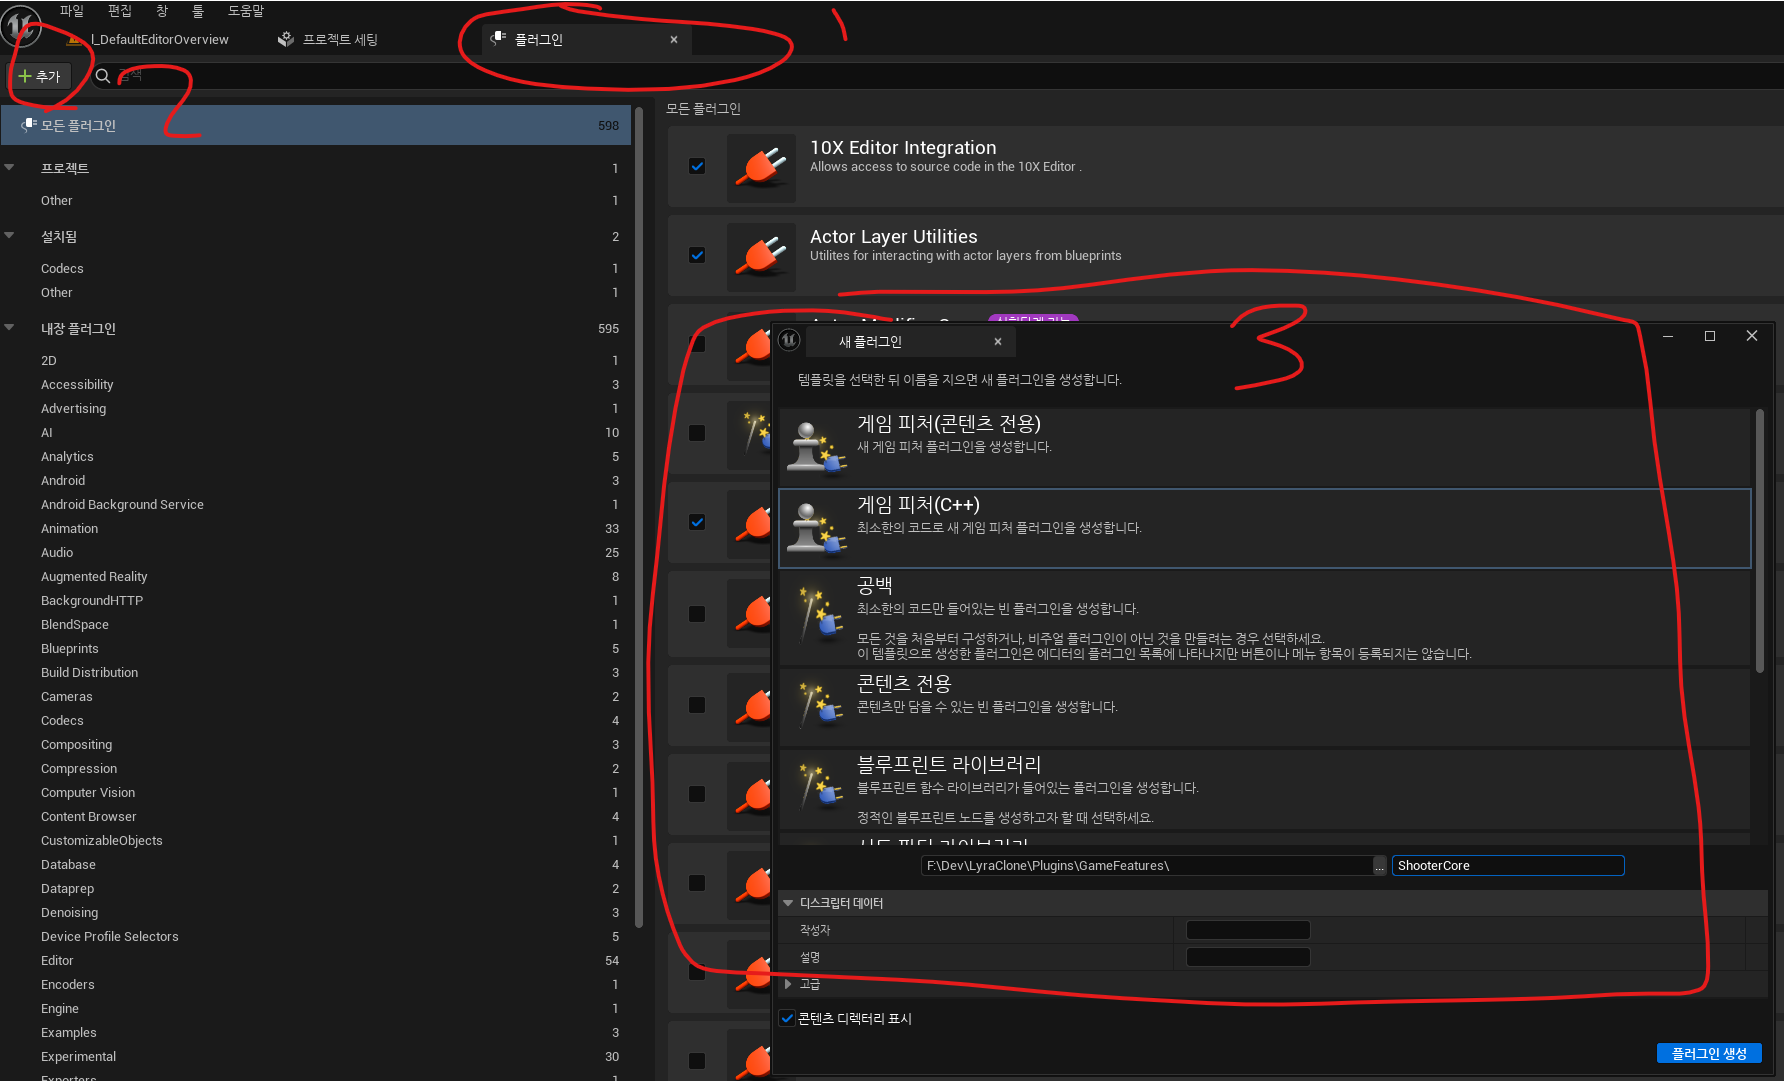 파일 편집 창 툴 도움말
I_DefaultEditorOverview 프로젝트 세팅 플러그인
1
추가 검색
2
모든 플러그인 598
프로젝트 1
Other 1
설치됨 2
Codecs 1
Other 1
내장 플러그인 595
2D 1
Accessibility 3
Advertising 1
AI 10
Analytics 5
Android 3
Android Background Service 1
Animation 33
Audio 25
Augmented Reality 8
BackgroundHTTP 1
BlendSpace 1
Blueprints 5
Build Distribution 3
Cameras 2
Codecs 4
Compositing 3
Compression 2
Computer Vision 1
Content Browser 4
CustomizableObjects 1
Database 4
Dataprep 2
Denoising 3
Device Profile Selectors 5
Editor 54
Encoders 1
Engine 1
Examples 3
Experimental 30
Exporters 1
모든 플러그인
10X Editor Integration
Allows access to source code in the 10X Editor .
Actor Layer Utilities
Utilites for interacting with actor layers from blueprints
3
새 플러그인
템플릿을 선택한 뒤 이름을 지으면 새 플러그인을 생성합니다.
게임 피처(콘텐츠 전용)
새 게임 피처 플러그인을 생성합니다.
게임 피처(C++)
최소한의 코드로 새 게임 피처 플러그인을 생성합니다.
공백
최소한의 코드만 들어있는 빈 플러그인을 생성합니다.
모든 것을 처음부터 구성하거나, 비주얼 플러그인이 아닌 것을 만들려는 경우 선택하세요.
이 템플릿으로 생성한 플러그인은 에디터의 플러그인 목록에 나타나지만 버튼이나 메뉴 항목이 등록되지는 않습니다.
콘텐츠 전용
콘텐츠만 담을 수 있는 빈 플러그인을 생성합니다.
블루프린트 라이브러리
블루프린트 함수 라이브러리가 들어있는 플러그인을 생성합니다.
정적인 블루프린트 노드를 생성하고자 할 때 선택하세요.
F:\Dev\LyraClone\Plugins\GameFeatures\ ... ShooterCore
디스크립터 데이터
작성자
설명
고급
콘텐츠 디렉터리 표시
플러그인 생성